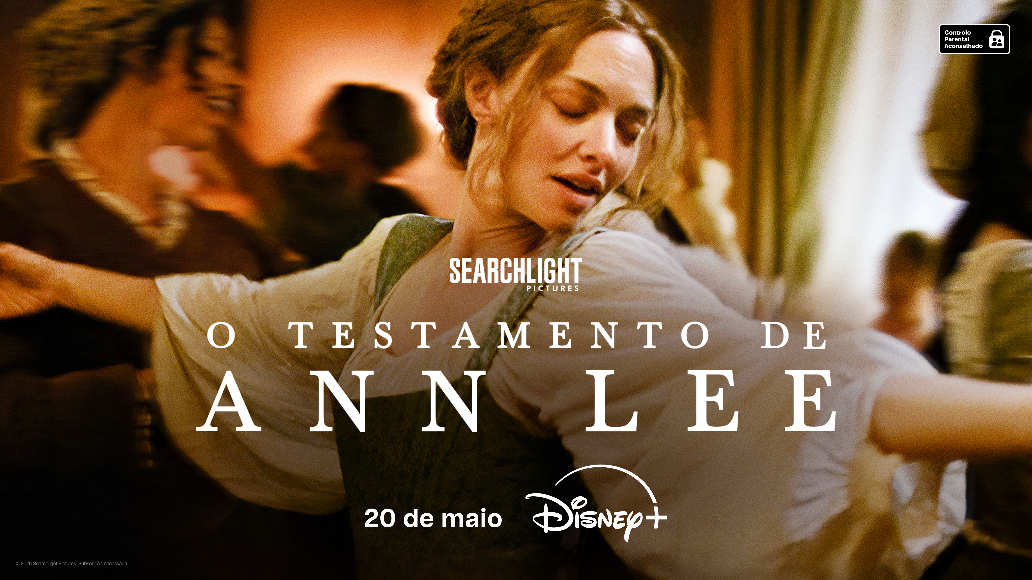 Controlo
Parental
Aconselhado
SEARCHLIGHT
PICTURES
O TESTAMENTO DE
ANN LEE
20 de maio
Disney+